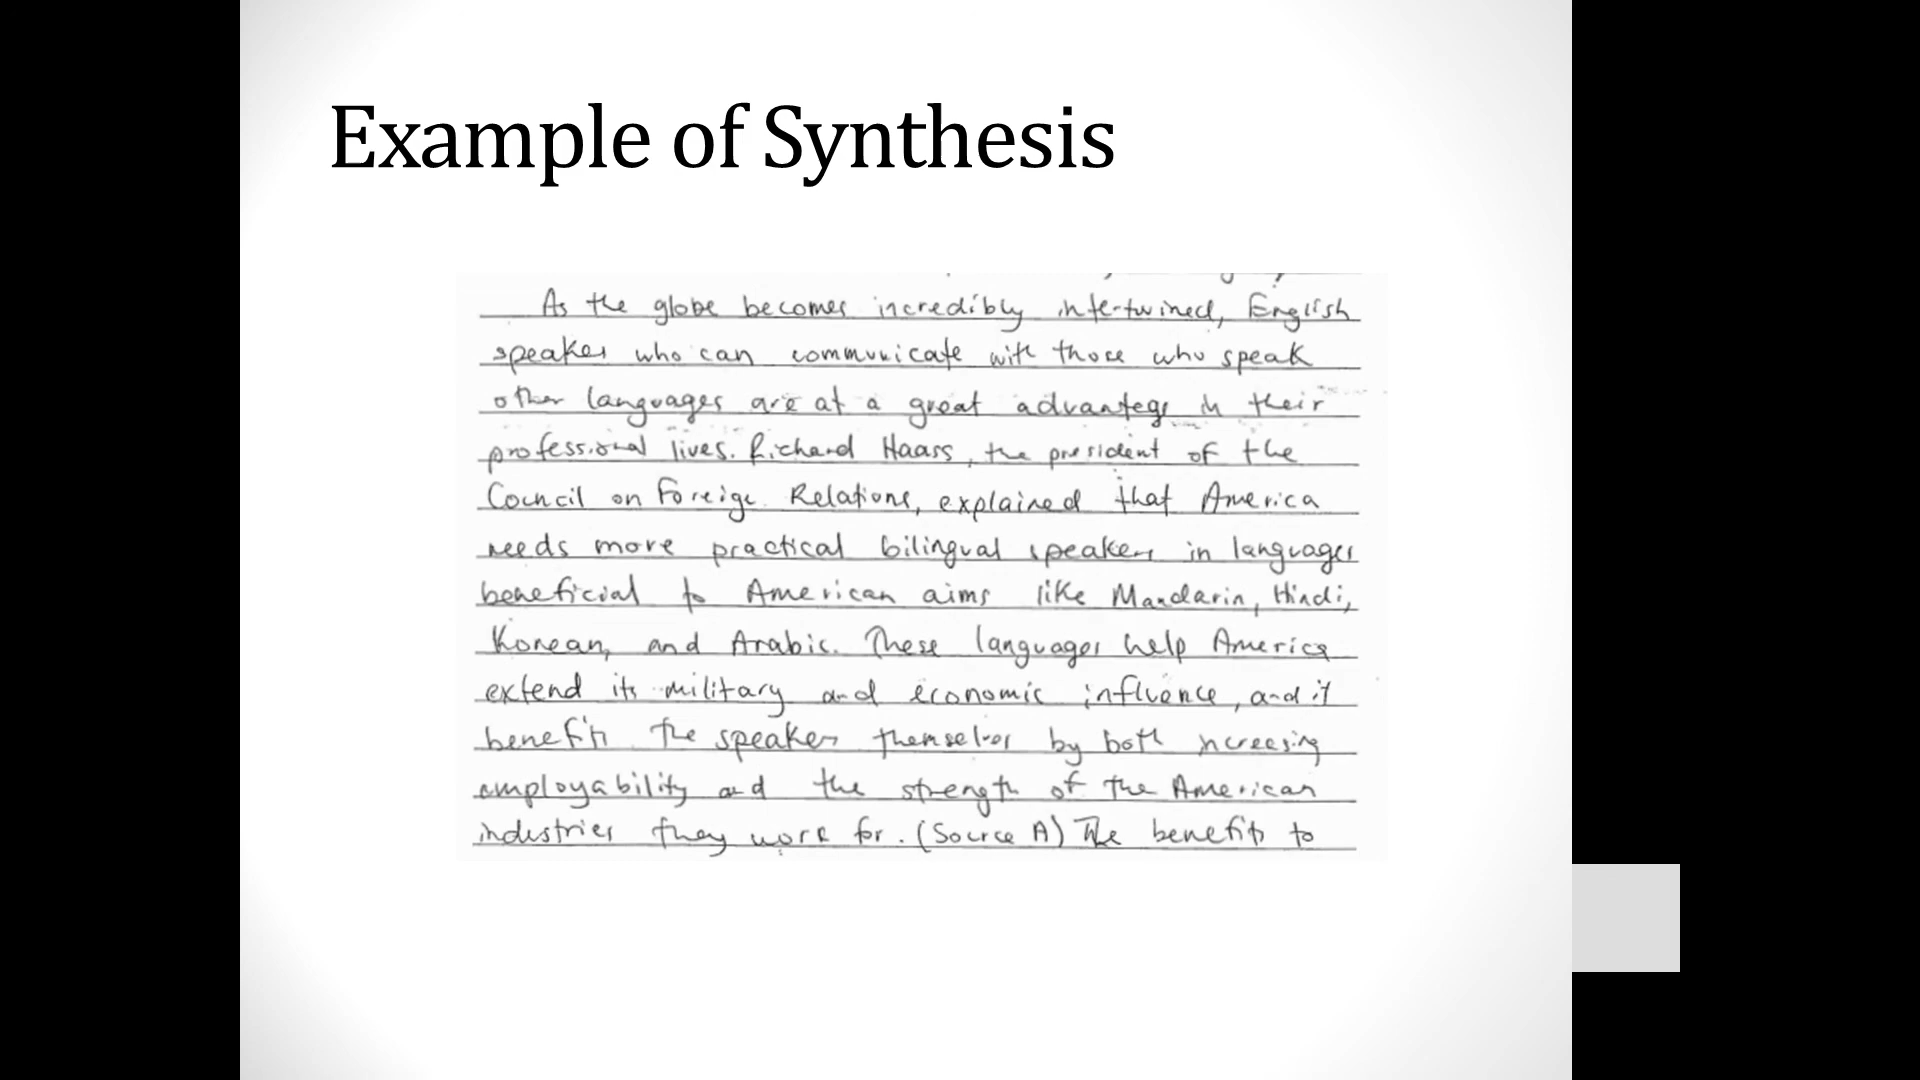 Example of Synthesis
As the globe becomes incredibly intertwined, English
speakers who can communicate with those who speak
other languages are at a great advantage in their
professional lives. Richard Haass, the president of the
Council on Foreign Relations, explained that America
needs more practical bilingual speakers in languages
beneficial to American aims like Mandarin, Hindi,
Korean, and Arabic. These languages help America
extend its military and economic influence, and it
benefits the speakers themselves by both increasing
employability and the strength of the American
industries they work for. (Source A) The benefits to